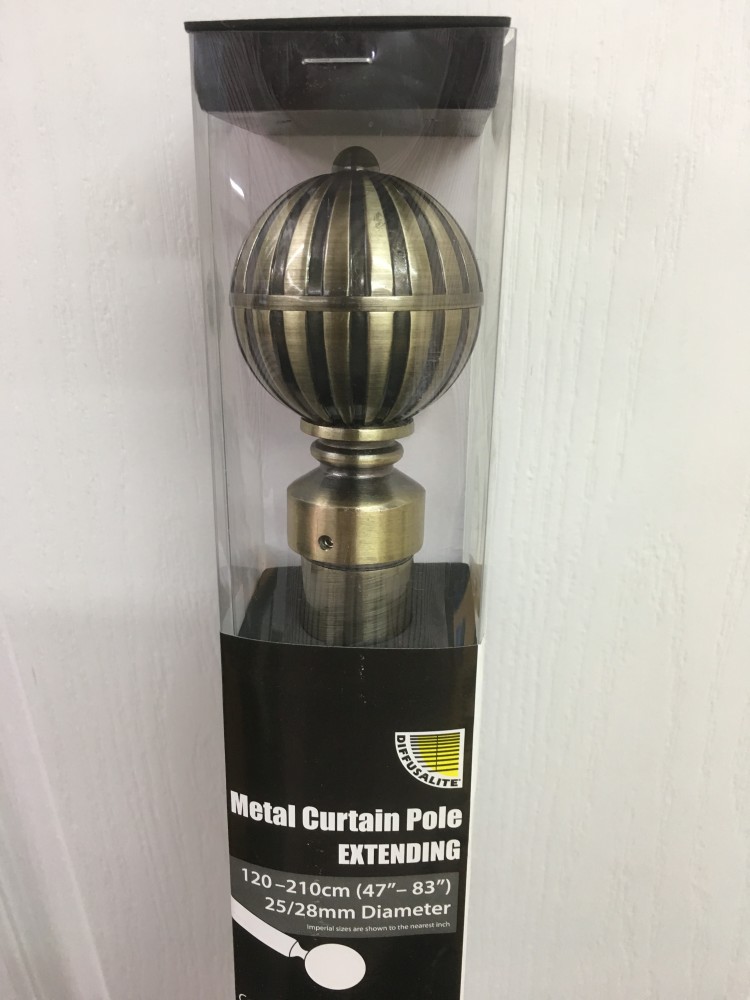 DIFFUSALITE
Metal Curtain Pole
EXTENDING
120–210cm (47”– 83”)
25/28mm Diameter
Imperial sizes are shown to the nearest inch